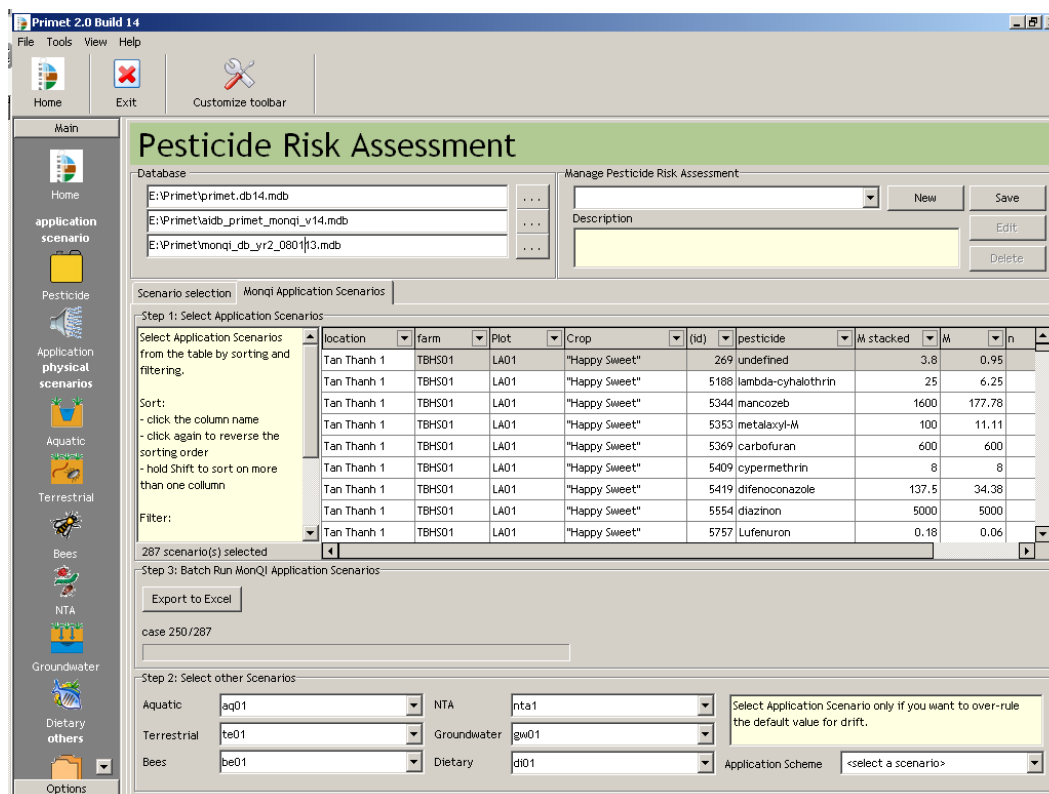 Primet 2.0 Build 14
File Tools View Help
Home
Exit
Customize toolbar
Main
Home
application
scenario
Pesticide
Application
physical
scenarios
Aquatic
Terrestrial
Bees
NTA
Groundwater
Dietary
others
Options
Pesticide Risk Assessment
Database
E:\Primet\primet.db14.mdb
...
E:\Primet\aidb_primet_monqi_v14.mdb
...
E:\Primet\monqi_db_yr2_080113.mdb
...
Manage Pesticide Risk Assessment
New
Save
Description
Edit
Delete
Scenario selection
Monqi Application Scenarios
Step 1: Select Application Scenarios
Select Application Scenarios
from the table by sorting and
filtering.
Sort:
- click the column name
- click again to reverse the
sorting order
- hold Shift to sort on more
than one collumn
Filter:
287 scenario(s) selected
location farm Plot Crop (id) pesticide M stacked M n
Tan Thanh 1 TBHS01 LA01 "Happy Sweet" 269 undefined 3.8 0.95
Tan Thanh 1 TBHS01 LA01 "Happy Sweet" 5188 lambda-cyhalothrin 25 6.25
Tan Thanh 1 TBHS01 LA01 "Happy Sweet" 5344 mancozeb 1600 177.78
Tan Thanh 1 TBHS01 LA01 "Happy Sweet" 5353 metalaxyl-M 100 11.11
Tan Thanh 1 TBHS01 LA01 "Happy Sweet" 5369 carbofuran 600 600
Tan Thanh 1 TBHS01 LA01 "Happy Sweet" 5409 cypermethrin 8 8
Tan Thanh 1 TBHS01 LA01 "Happy Sweet" 5419 difenoconazole 137.5 34.38
Tan Thanh 1 TBHS01 LA01 "Happy Sweet" 5554 diazinon 5000 5000
Tan Thanh 1 TBHS01 LA01 "Happy Sweet" 5757 Lufenuron 0.18 0.06
Step 3: Batch Run MonQI Application Scenarios
Export to Excel
case 250/287
Step 2: Select other Scenarios
Aquatic aq01 NTA nta1
Terrestrial te01 Groundwater gw01
Bees be01 Dietary di01
Select Application Scenario only if you want to over-rule
the default value for drift.
Application Scheme <select a scenario>